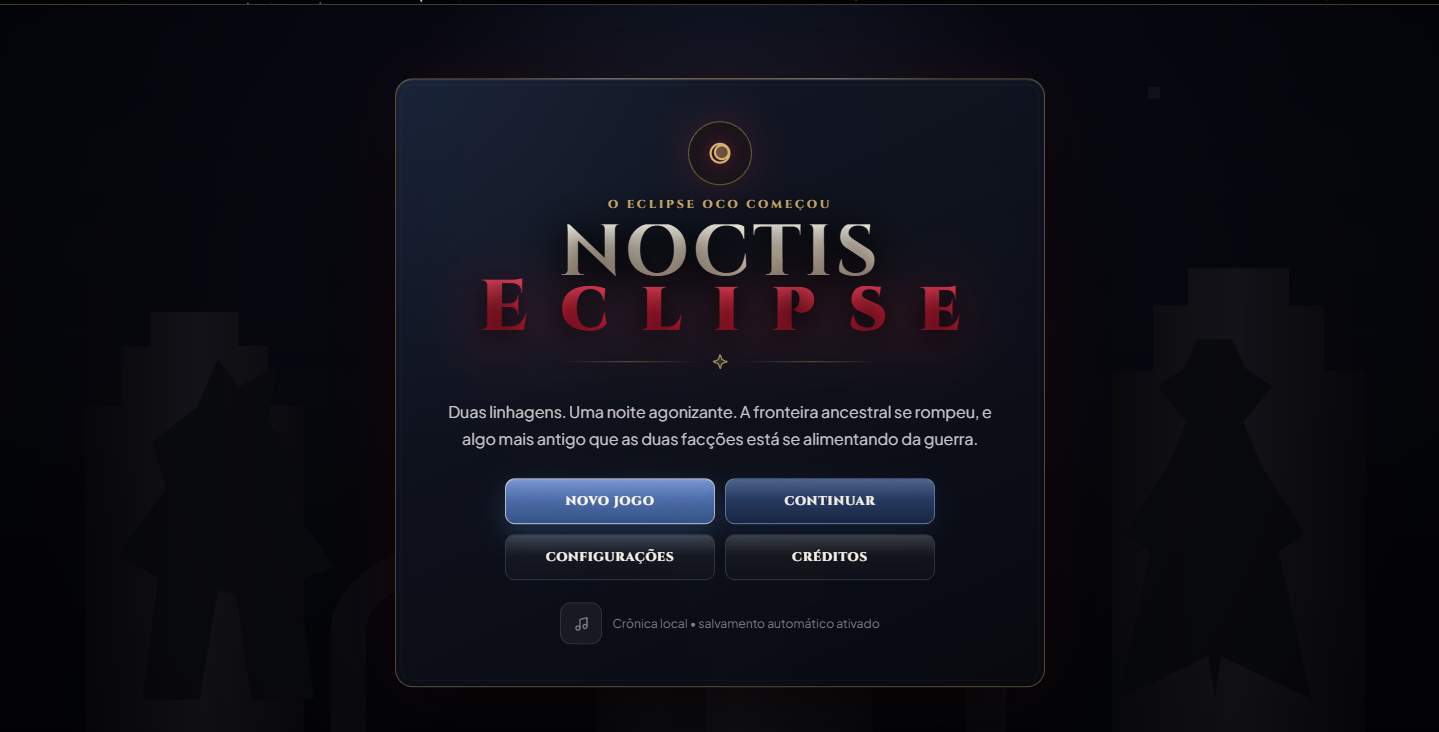 O ECLIPSE OCO COMEÇOU
NOCTIS
ECLIPSE
Duas linhagens. Uma noite agonizante. A fronteira ancestral se rompeu, e
algo mais antigo que as duas facções está se alimentando da guerra.
NOVO JOGO
CONTINUAR
CONFIGURAÇÕES
CRÉDITOS
Crônica local • salvamento automático ativado